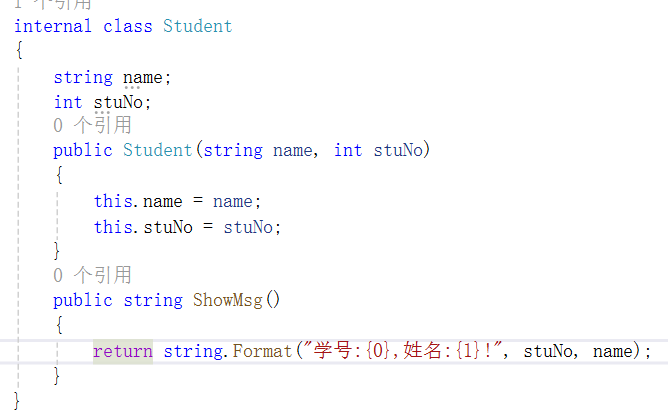 1 个引用
internal class Student
{
string name;
int stuNo;
0 个引用
public Student(string name, int stuNo)
{
this.name = name;
this.stuNo = stuNo;
}
0 个引用
public string ShowMsg()
{
return string.Format("学号:{0},姓名:{1}!", stuNo, name);
}
}